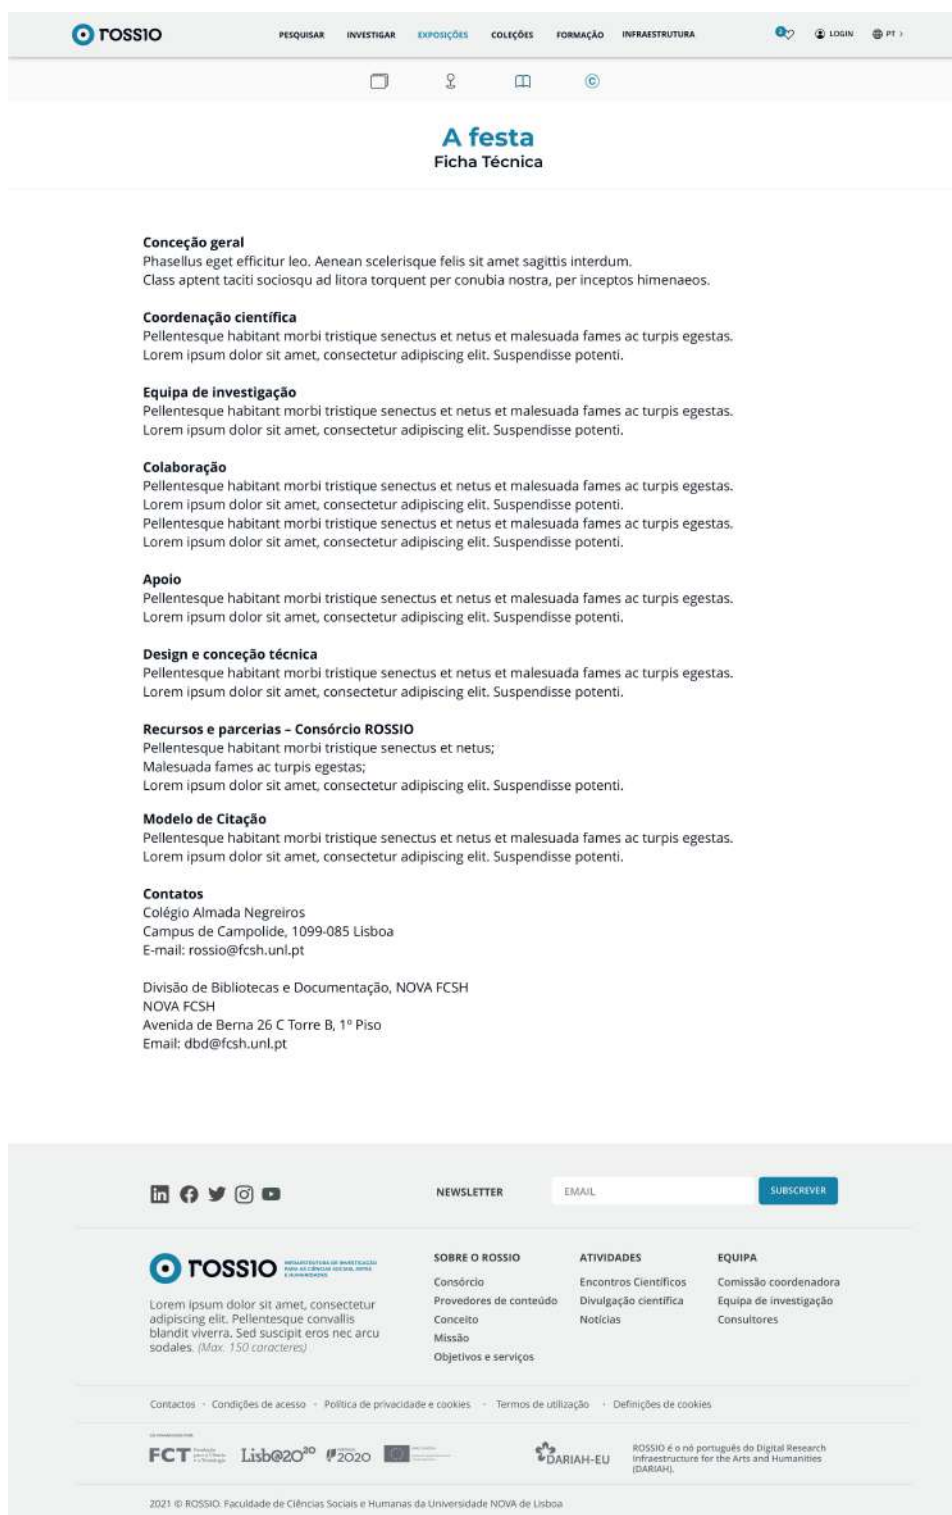 rossio
PESQUISAR INVESTIGAR EXPOSIÇÕES COLEÇÕES FORMAÇÃO INFRAESTRUTURA LOGIN PT
A festa
Ficha Técnica
Conceção geral
Phasellus eget efficitur leo. Aenean scelerisque felis sit amet sagittis interdum.
Class aptent taciti sociosqu ad litora torquent per conubia nostra, per inceptos himenaeos.
Coordenação científica
Pellentesque habitant morbi tristique senectus et netus et malesuada fames ac turpis egestas.
Lorem ipsum dolor sit amet, consectetur adipiscing elit. Suspendisse potenti.
Equipa de investigação
Pellentesque habitant morbi tristique senectus et netus et malesuada fames ac turpis egestas.
Lorem ipsum dolor sit amet, consectetur adipiscing elit. Suspendisse potenti.
Colaboração
Pellentesque habitant morbi tristique senectus et netus et malesuada fames ac turpis egestas.
Lorem ipsum dolor sit amet, consectetur adipiscing elit. Suspendisse potenti.
Pellentesque habitant morbi tristique senectus et netus et malesuada fames ac turpis egestas.
Lorem ipsum dolor sit amet, consectetur adipiscing elit. Suspendisse potenti.
Apoio
Pellentesque habitant morbi tristique senectus et netus et malesuada fames ac turpis egestas.
Lorem ipsum dolor sit amet, consectetur adipiscing elit. Suspendisse potenti.
Design e conceção técnica
Pellentesque habitant morbi tristique senectus et netus et malesuada fames ac turpis egestas.
Lorem ipsum dolor sit amet, consectetur adipiscing elit. Suspendisse potenti.
Recursos e parcerias – Consórcio ROSSIO
Pellentesque habitant morbi tristique senectus et netus;
Malesuada fames ac turpis egestas;
Lorem ipsum dolor sit amet, consectetur adipiscing elit. Suspendisse potenti.
Modelo de Citação
Pellentesque habitant morbi tristique senectus et netus et malesuada fames ac turpis egestas.
Lorem ipsum dolor sit amet, consectetur adipiscing elit. Suspendisse potenti.
Contatos
Colégio Almada Negreiros
Campus de Campolide, 1099-085 Lisboa
E-mail: rossio@fcsh.unl.pt
Divisão de Bibliotecas e Documentação, NOVA FCSH
NOVA FCSH
Avenida de Berna 26 C Torre B, 1º Piso
Email: dbd@fcsh.unl.pt
NEWSLETTER EMAIL SUBSCREVER
rossio
INFRAESTRUTURA DE INVESTIGAÇÃO
PARA AS CIÊNCIAS SOCIAIS, ARTES
E HUMANIDADES
Lorem ipsum dolor sit amet, consectetur
adipiscing elit. Pellentesque convallis
blandit viverra. Sed suscipit eros nec arcu
sodales. (Max. 150 caracteres)
SOBRE O ROSSIO
Consórcio
Provedores de conteúdo
Conceito
Missão
Objetivos e serviços
ATIVIDADES
Encontros Científicos
Divulgação científica
Notícias
EQUIPA
Comissão coordenadora
Equipa de investigação
Consultores
Contactos - Condições de acesso - Política de privacidade e cookies - Termos de utilização - Definições de cookies
FCT Lisb@20²⁰ 2020 DARIAH-EU
ROSSIO é o nó português do Digital Research
Infraestructure for the Arts and Humanities
(DARIAH).
2021 © ROSSIO. Faculdade de Ciências Sociais e Humanas da Universidade NOVA de Lisboa